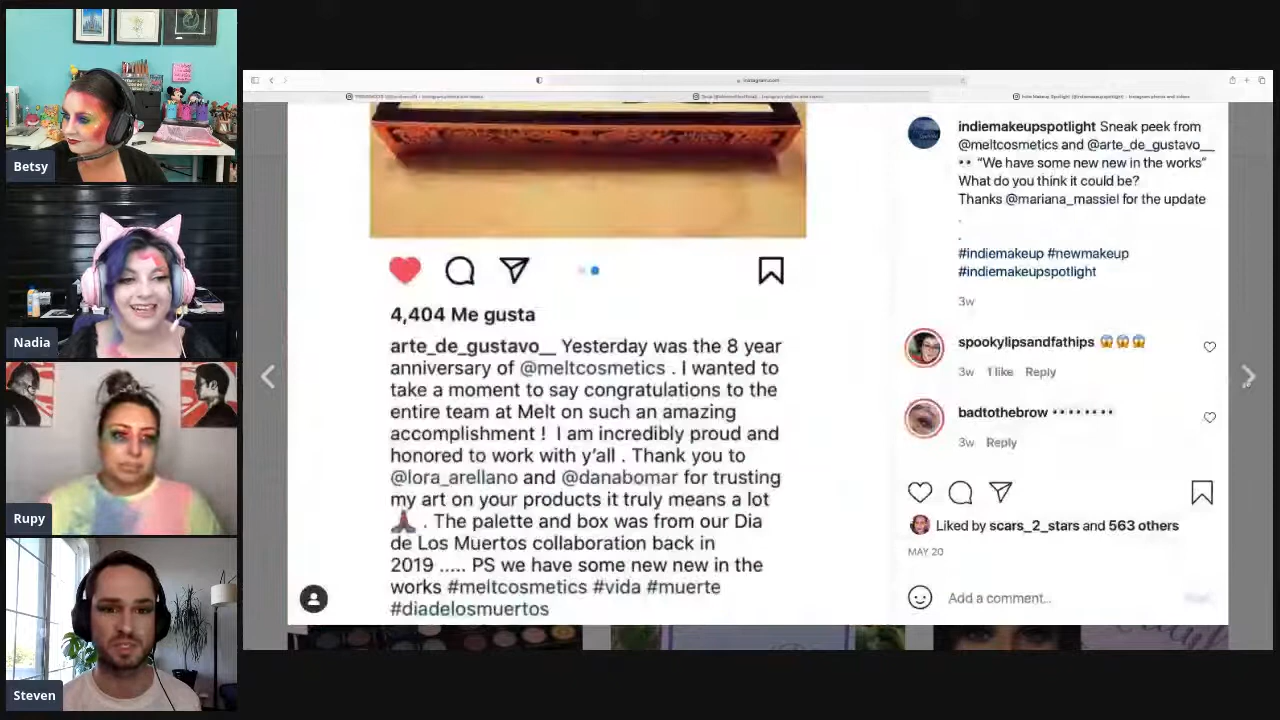 Betsy
Nadia
Rupy
Steven
instagram.com
4,404 Me gusta
arte_de_gustavo__ Yesterday was the 8 year
anniversary of @meltcosmetics . I wanted to
take a moment to say congratulations to the
entire team at Melt on such an amazing
accomplishment ! I am incredibly proud and
honored to work with y'all . Thank you to
@lora_arellano and @danabomar for trusting
my art on your products it truly means a lot
🙏🏾 . The palette and box was from our Dia
de Los Muertos collaboration back in
2019 ..... PS we have some new new in the
works #meltcosmetics #vida #muerte
#diadelosmuertos
indiemakeupspotlight Sneak peek from
@meltcosmetics and @arte_de_gustavo__
👀 “We have some new new in the works”
What do you think it could be?
Thanks @mariana_massiel for the update
.
.
#indiemakeup #newmakeup
#indiemakeupspotlight
3w
spookylipsandfathips 😱😱😱
3w 1 like Reply
badtothebrow 👀👀👀👀
3w Reply
Liked by scars_2_stars and 563 others
MAY 20
Add a comment...